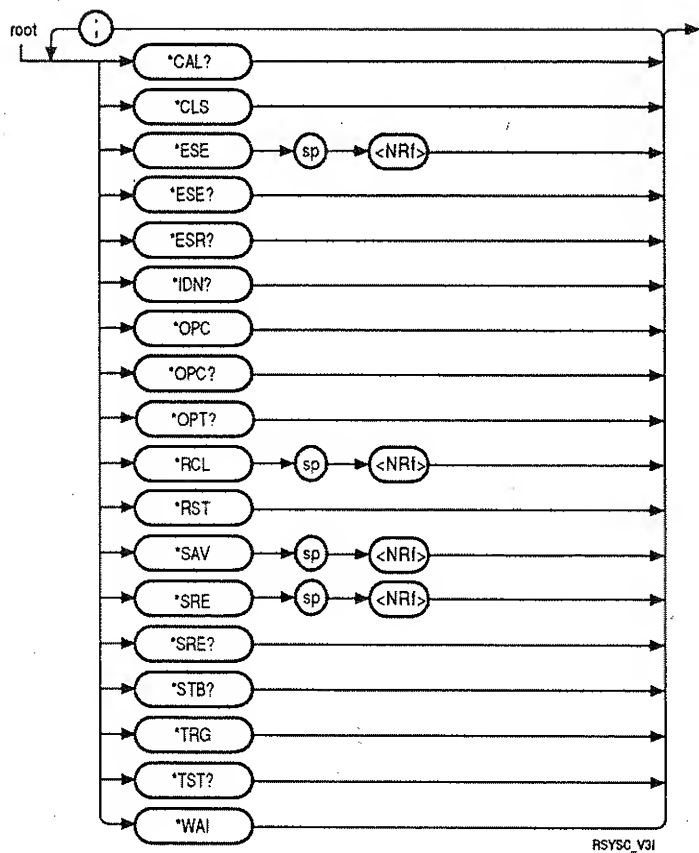 root ;
*CAL?
*CLS
*ESE sp <NRf>
*ESE?
*ESR?
*IDN?
*OPC
*OPC?
*OPT?
*RCL sp <NRf>
*RST
*SAV sp <NRf>
*SRE sp <NRf>
*SRE?
*STB?
*TRG
*TST?
*WAI
RSYSC_V31